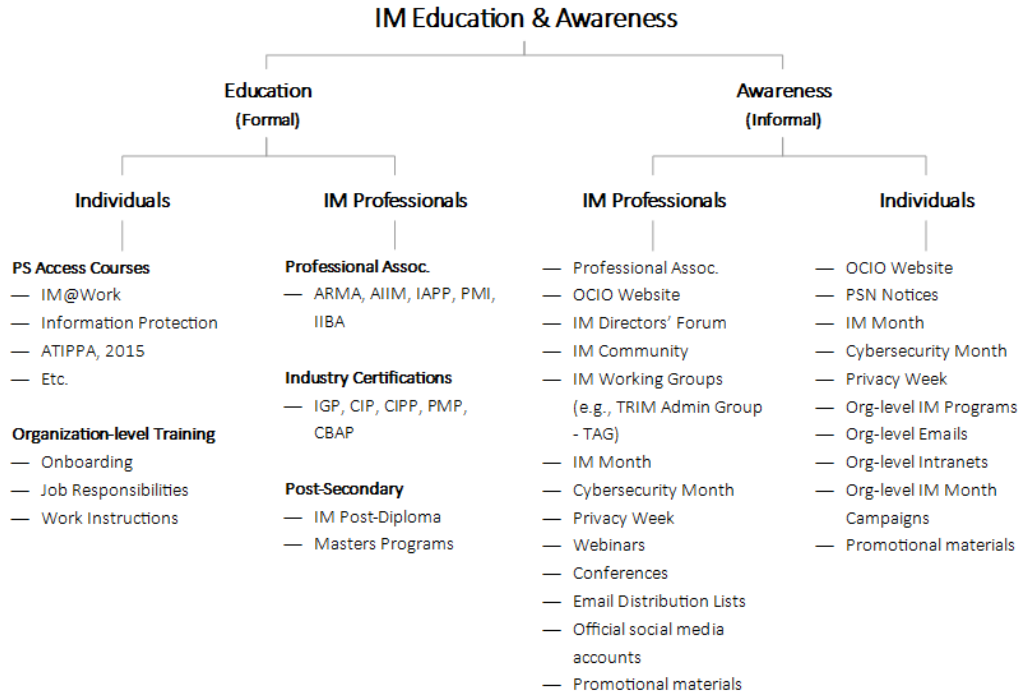 IM Education & Awareness
Education
(Formal)
Awareness
(Informal)
Individuals
IM Professionals
IM Professionals
Individuals
PS Access Courses
— IM@Work
— Information Protection
— ATIPPA, 2015
— Etc.
Organization-level Training
— Onboarding
— Job Responsibilities
— Work Instructions
Professional Assoc.
— ARMA, AIIM, IAPP, PMI,
IIBA
Industry Certifications
— IGP, CIP, CIPP, PMP,
CBAP
Post-Secondary
— IM Post-Diploma
— Masters Programs
— Professional Assoc.
— OCIO Website
— IM Directors’ Forum
— IM Community
— IM Working Groups
(e.g., TRIM Admin Group
- TAG)
— IM Month
— Cybersecurity Month
— Privacy Week
— Webinars
— Conferences
— Email Distribution Lists
— Official social media
accounts
— Promotional materials
— OCIO Website
— PSN Notices
— IM Month
— Cybersecurity Month
— Privacy Week
— Org-level IM Programs
— Org-level Emails
— Org-level Intranets
— Org-level IM Month
Campaigns
— Promotional materials